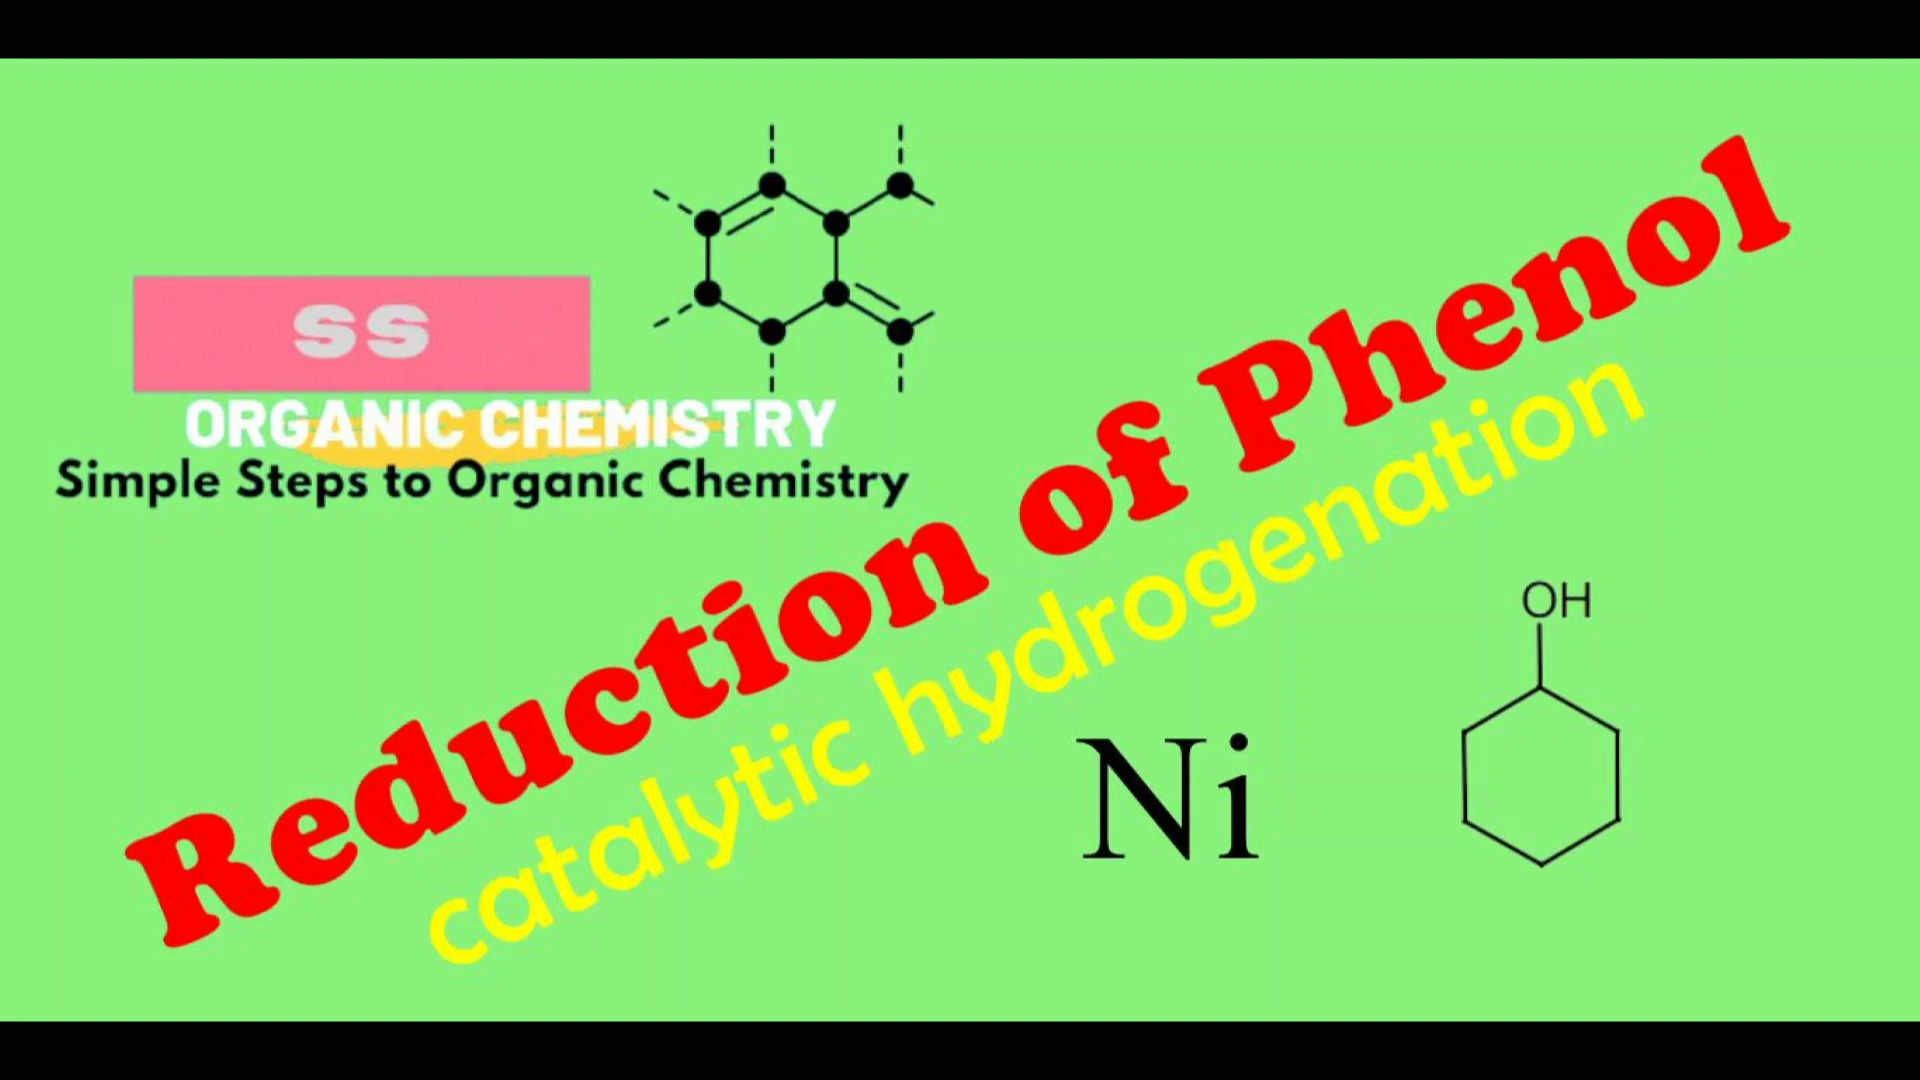 SS
ORGANIC CHEMISTRY
Simple Steps to Organic Chemistry
Reduction of Phenol
catalytic hydrogenation
Ni
OH